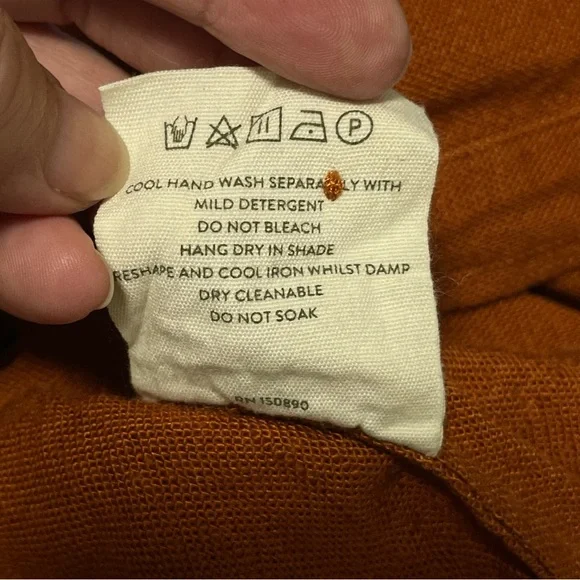 P
COOL HAND WASH SEPARATELY WITH
MILD DETERGENT
DO NOT BLEACH
HANG DRY IN SHADE
RESHAPE AND COOL IRON WHILST DAMP
DRY CLEANABLE
DO NOT SOAK
RN 150890